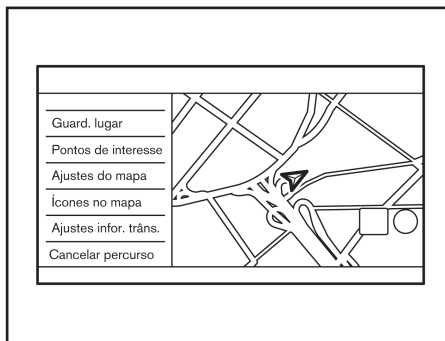 Guard. lugar
Pontos de interesse
Ajustes do mapa
Ícones no mapa
Ajustes infor. trâns.
Cancelar percurso